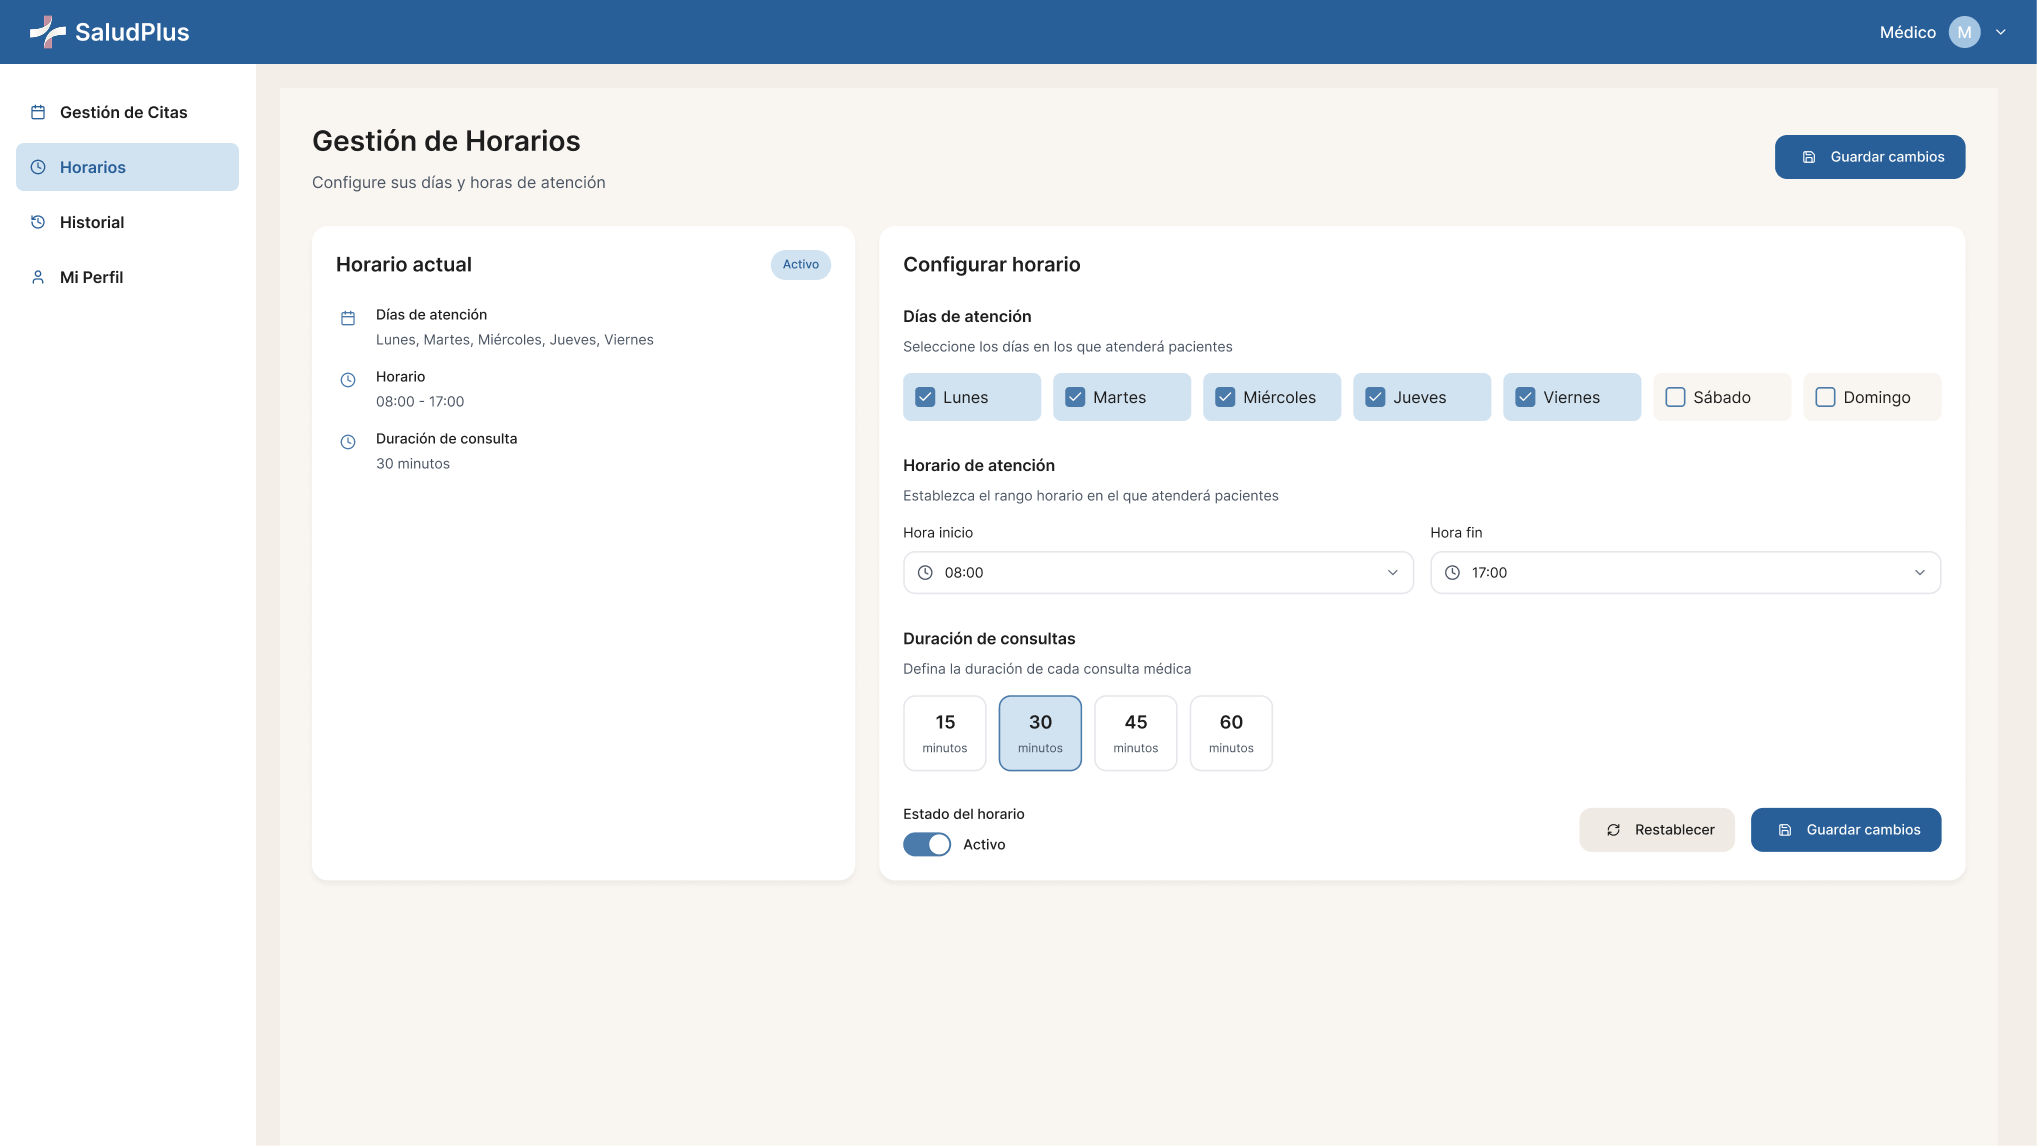 SaludPlus
Médico
M
Gestión de Citas
Horarios
Historial
Mi Perfil
Gestión de Horarios
Configure sus días y horas de atención
Guardar cambios
Horario actual
Activo
Días de atención
Lunes, Martes, Miércoles, Jueves, Viernes
Horario
08:00 - 17:00
Duración de consulta
30 minutos
Configurar horario
Días de atención
Seleccione los días en los que atenderá pacientes
Lunes
Martes
Miércoles
Jueves
Viernes
Sábado
Domingo
Horario de atención
Establezca el rango horario en el que atenderá pacientes
Hora inicio
08:00
Hora fin
17:00
Duración de consultas
Defina la duración de cada consulta médica
15
minutos
30
minutos
45
minutos
60
minutos
Estado del horario
Activo
Restablecer
Guardar cambios